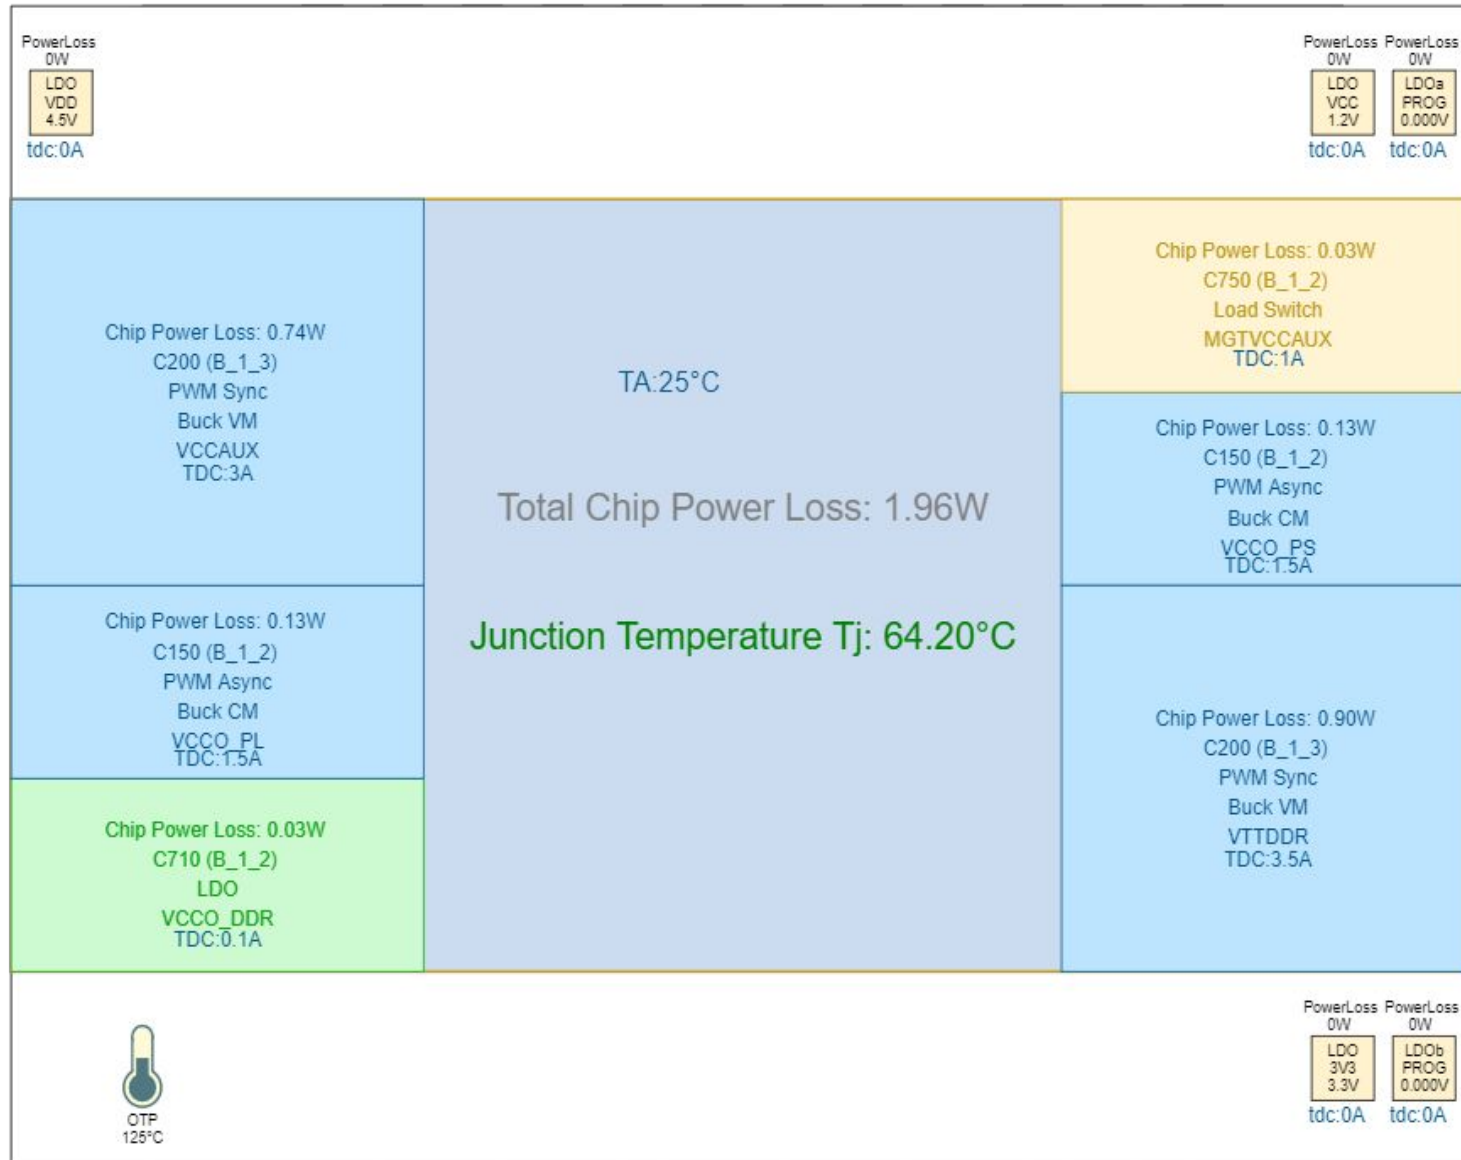 PowerLoss
0W
LDO
VDD
4.5V
tdc:0A
PowerLoss
0W
LDO
VCC
1.2V
tdc:0A
PowerLoss
0W
LDOa
PROG
0.000V
tdc:0A
Chip Power Loss: 0.74W
C200 (B_1_3)
PWM Sync
Buck VM
VCCAUX
TDC:3A
Chip Power Loss: 0.13W
C150 (B_1_2)
PWM Async
Buck CM
VCCO_PL
TDC:1.5A
Chip Power Loss: 0.03W
C710 (B_1_2)
LDO
VCCO_DDR
TDC:0.1A
TA:25°C
Total Chip Power Loss: 1.96W
Junction Temperature Tj: 64.20°C
Chip Power Loss: 0.03W
C750 (B_1_2)
Load Switch
MGTVCCAUX
TDC:1A
Chip Power Loss: 0.13W
C150 (B_1_2)
PWM Async
Buck CM
VCCO_PS
TDC:1.5A
Chip Power Loss: 0.90W
C200 (B_1_3)
PWM Sync
Buck VM
VTTDDR
TDC:3.5A
OTP
125°C
PowerLoss
0W
LDO
3V3
3.3V
tdc:0A
PowerLoss
0W
LDOb
PROG
0.000V
tdc:0A